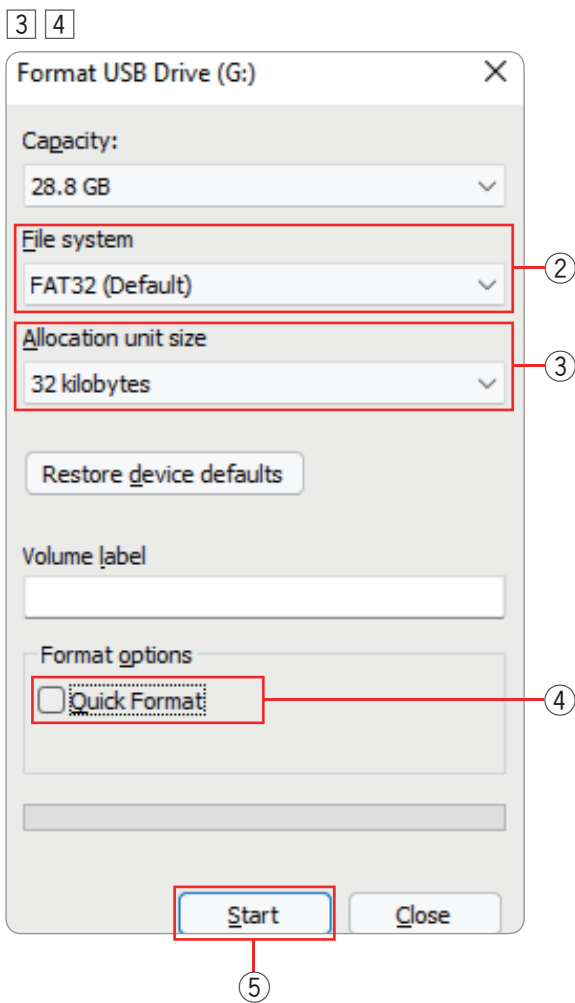 3 4
Format USB Drive (G:)
Capacity:
28.8 GB
File system
FAT32 (Default)
②
Allocation unit size
32 kilobytes
③
Restore device defaults
Volume label
Format options
Quick Format
④
Start Close
⑤